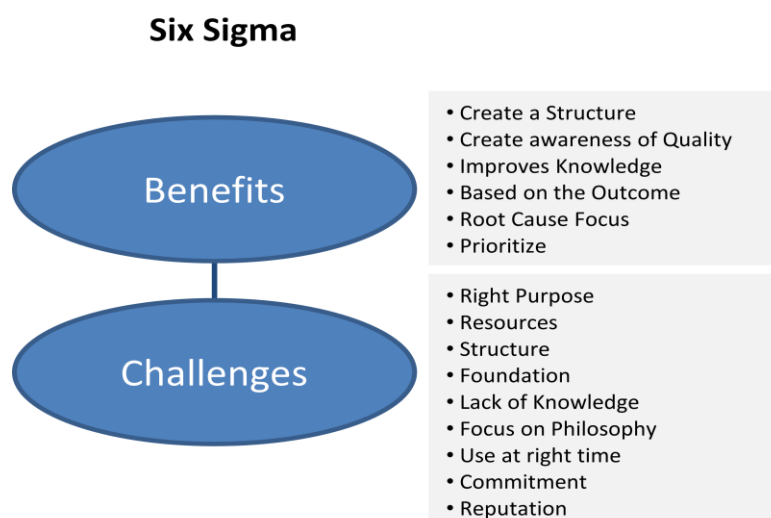 Six Sigma
Benefits
• Create a Structure
• Create awareness of Quality
• Improves Knowledge
• Based on the Outcome
• Root Cause Focus
• Prioritize
Challenges
• Right Purpose
• Resources
• Structure
• Foundation
• Lack of Knowledge
• Focus on Philosophy
• Use at right time
• Commitment
• Reputation